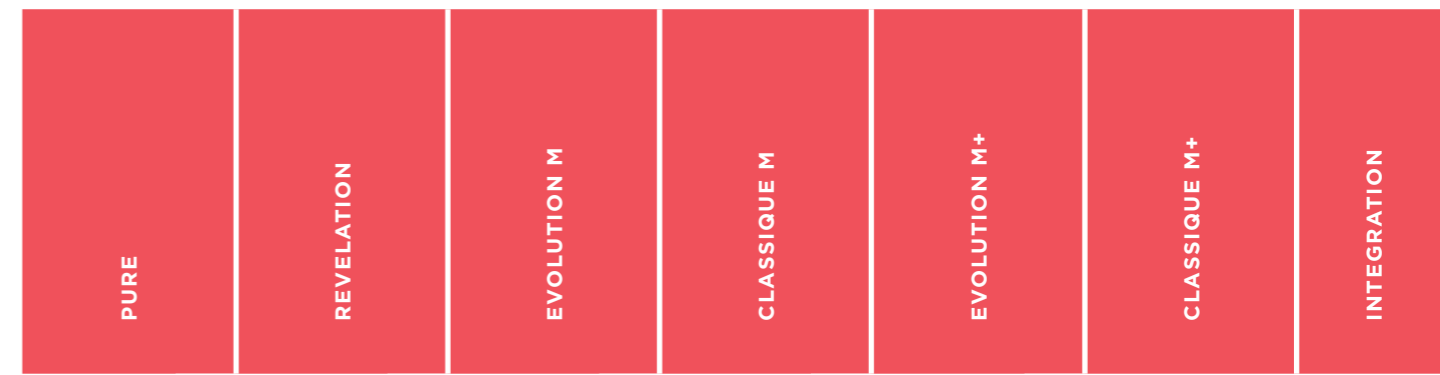 PURE
REVELATION
EVOLUTION M
CLASSIQUE M
EVOLUTION M+
CLASSIQUE M+
INTEGRATION